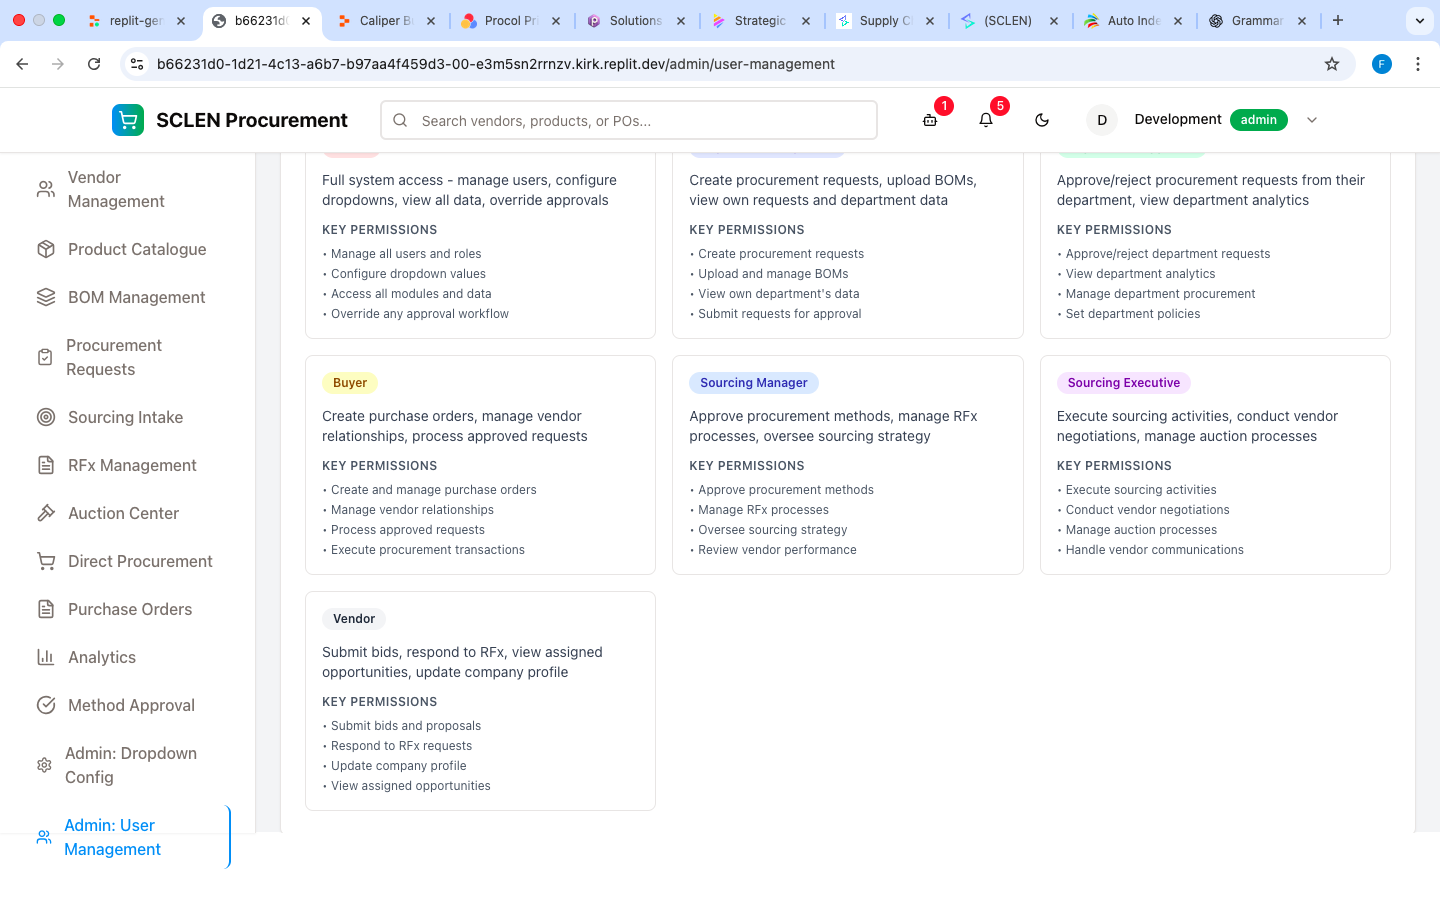 replit-gen
b66231d0
Caliper Bu
Procol Pri
Solutions
Strategic
Supply Ch
(SCLEN)
Auto Inde
Grammar
b66231d0-1d21-4c13-a6b7-b97aa4f459d3-00-e3m5sn2rrnzv.kirk.replit.dev/admin/user-management
F
SCLEN Procurement
Search vendors, products, or POs...
1
5
D
Development
admin
Vendor
Management
Product Catalogue
BOM Management
Procurement
Requests
Sourcing Intake
RFx Management
Auction Center
Direct Procurement
Purchase Orders
Analytics
Method Approval
Admin: Dropdown
Config
Admin: User
Management
Full system access - manage users, configure
dropdowns, view all data, override approvals
KEY PERMISSIONS
• Manage all users and roles
• Configure dropdown values
• Access all modules and data
• Override any approval workflow
Create procurement requests, upload BOMs,
view own requests and department data
KEY PERMISSIONS
• Create procurement requests
• Upload and manage BOMs
• View own department's data
• Submit requests for approval
Approve/reject procurement requests from their
department, view department analytics
KEY PERMISSIONS
• Approve/reject department requests
• View department analytics
• Manage department procurement
• Set department policies
Buyer
Create purchase orders, manage vendor
relationships, process approved requests
KEY PERMISSIONS
• Create and manage purchase orders
• Manage vendor relationships
• Process approved requests
• Execute procurement transactions
Sourcing Manager
Approve procurement methods, manage RFx
processes, oversee sourcing strategy
KEY PERMISSIONS
• Approve procurement methods
• Manage RFx processes
• Oversee sourcing strategy
• Review vendor performance
Sourcing Executive
Execute sourcing activities, conduct vendor
negotiations, manage auction processes
KEY PERMISSIONS
• Execute sourcing activities
• Conduct vendor negotiations
• Manage auction processes
• Handle vendor communications
Vendor
Submit bids, respond to RFx, view assigned
opportunities, update company profile
KEY PERMISSIONS
• Submit bids and proposals
• Respond to RFx requests
• Update company profile
• View assigned opportunities